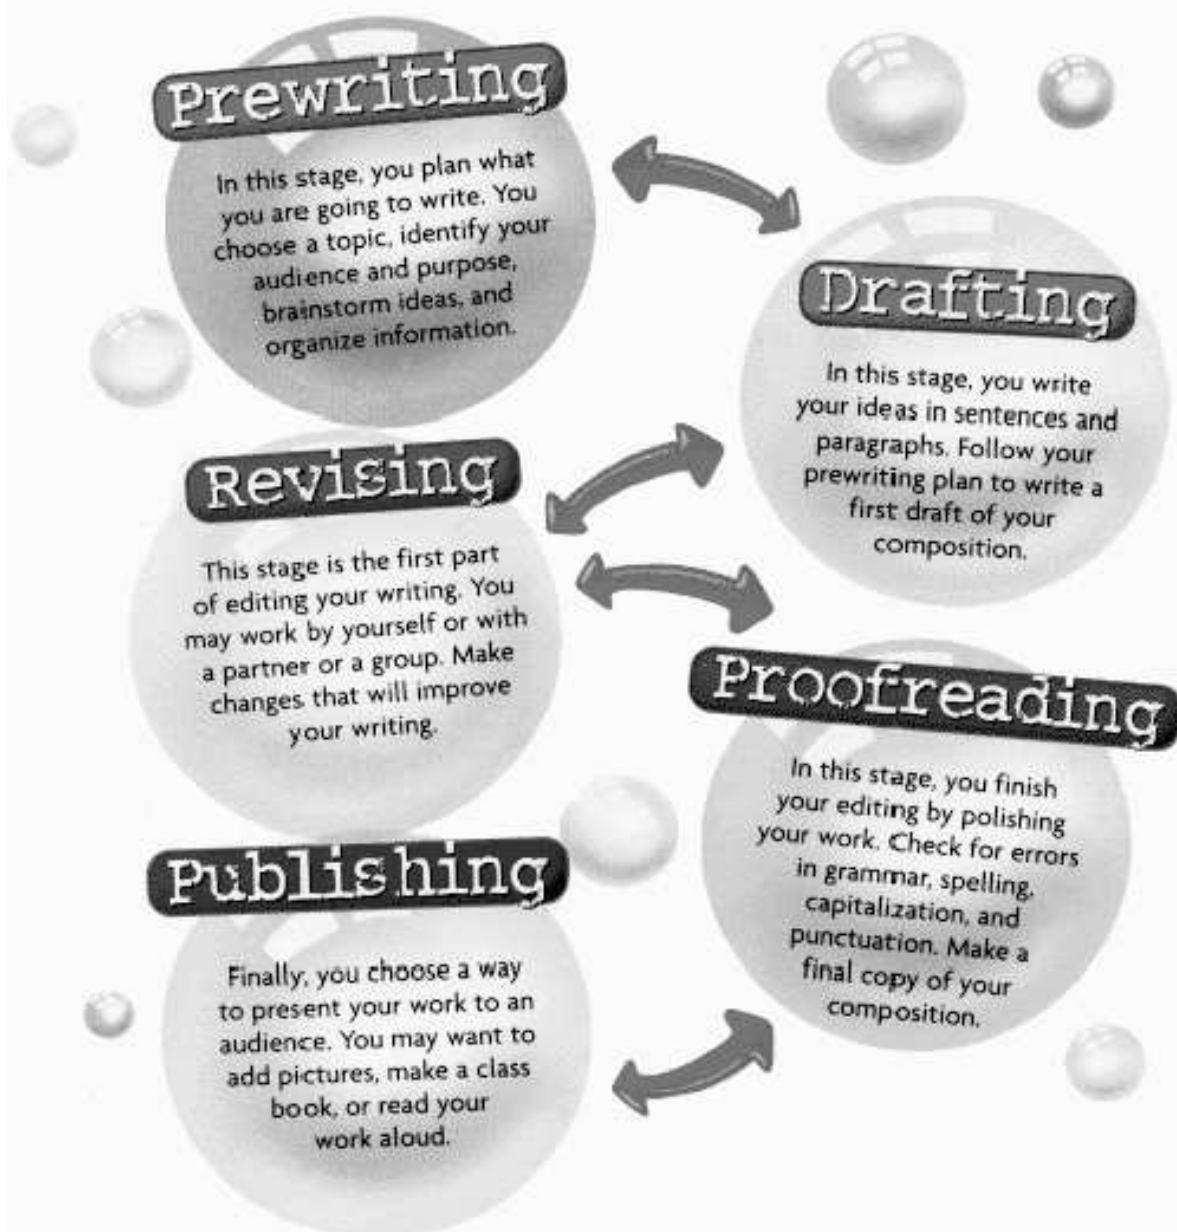 Prewriting
In this stage, you plan what
you are going to write. You
choose a topic, identify your
audience and purpose,
brainstorm ideas, and
organize information.
Drafting
In this stage, you write
your ideas in sentences and
paragraphs. Follow your
prewriting plan to write a
first draft of your
composition.
Revising
This stage is the first part
of editing your writing. You
may work by yourself or with
a partner or a group. Make
changes that will improve
your writing.
Proofreading
In this stage, you finish
your editing by polishing
your work. Check for errors
in grammar, spelling,
capitalization, and
punctuation. Make a
final copy of your
composition.
Publishing
Finally, you choose a way
to present your work to an
audience. You may want to
add pictures, make a class
book, or read your
work aloud.